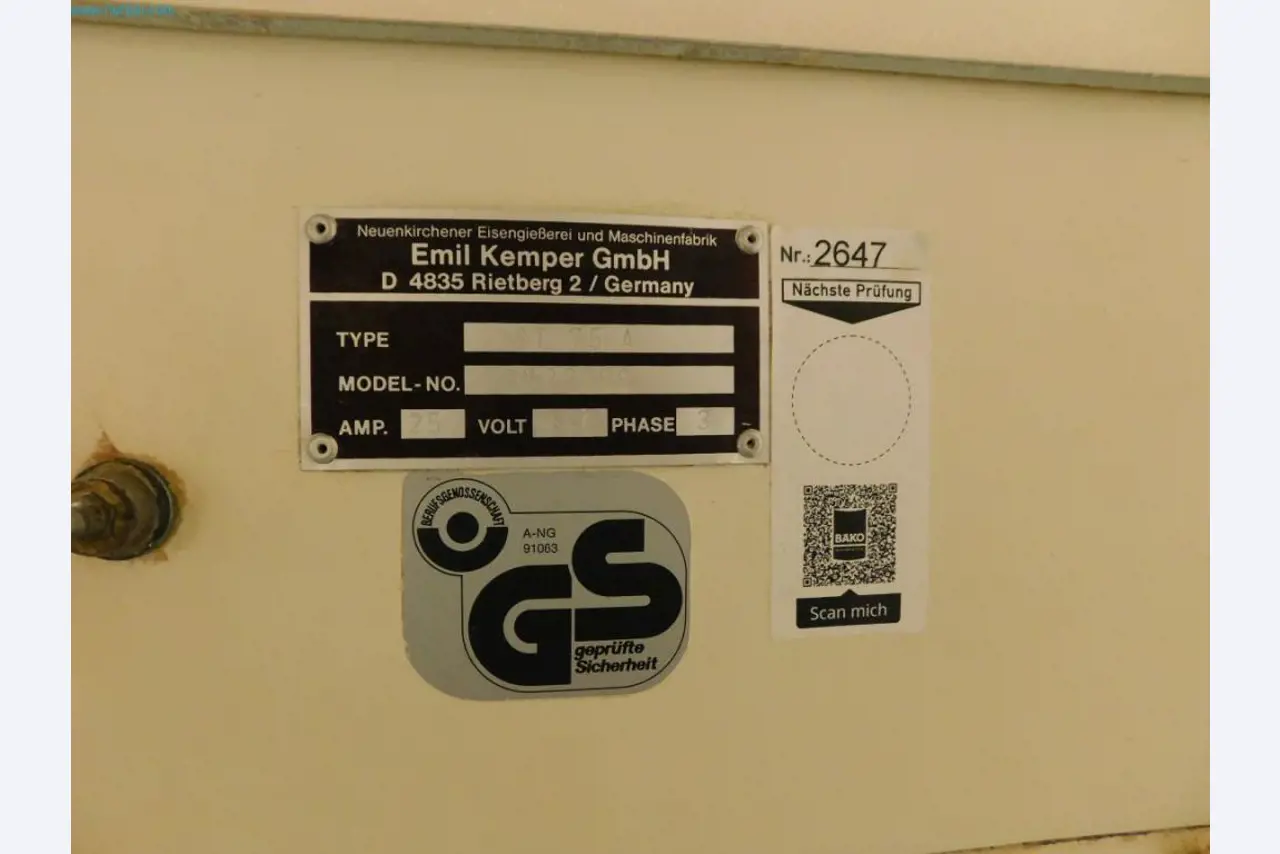 Neuenkirchener Eisengießerei und Maschinenfabrik
Emil Kemper GmbH
D 4835 Rietberg 2 / Germany
TYPE
MODEL-NO.
AMP. 25 VOLT PHASE 3 ~
Nr.: 2647
Nächste Prüfung
BAKO
Scan mich
BERUFSGENOSSENSCHAFT
A-NG
91063
GS
geprüfte
Sicherheit